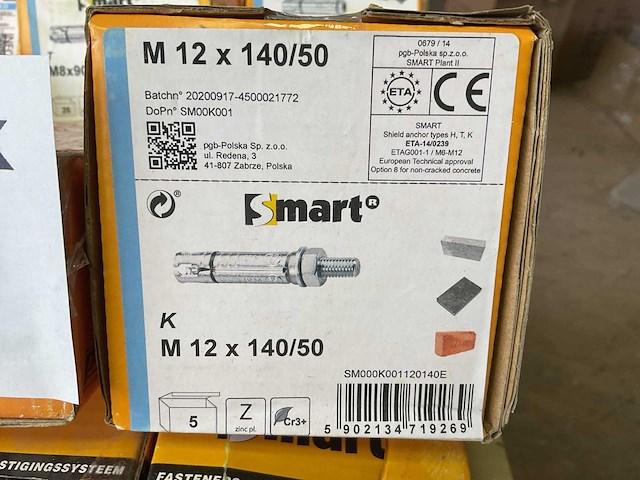 M 12 x 140/50
Batchn° 20200917-4500021772
DoPn° SM00K001
pgb-Polska Sp. z.o.o.
ul. Redena, 3
41-807 Zabrze, Polska
0679 / 14
pgb-Polska sp.z.o.o.
SMART Plant II
ETA
CE
SMART
Shield anchor types H, T, K
ETA-14/0239
ETAG001-1 / M6-M12
European Technical approval
Option 8 for non-cracked concrete
Smart®
K
M 12 x 140/50
SM000K001120140E
5
Z
zinc pl.
Cr3+
5 902134 719269
M8x90
25
STIGINGSSYSTEEM
FASTENERS